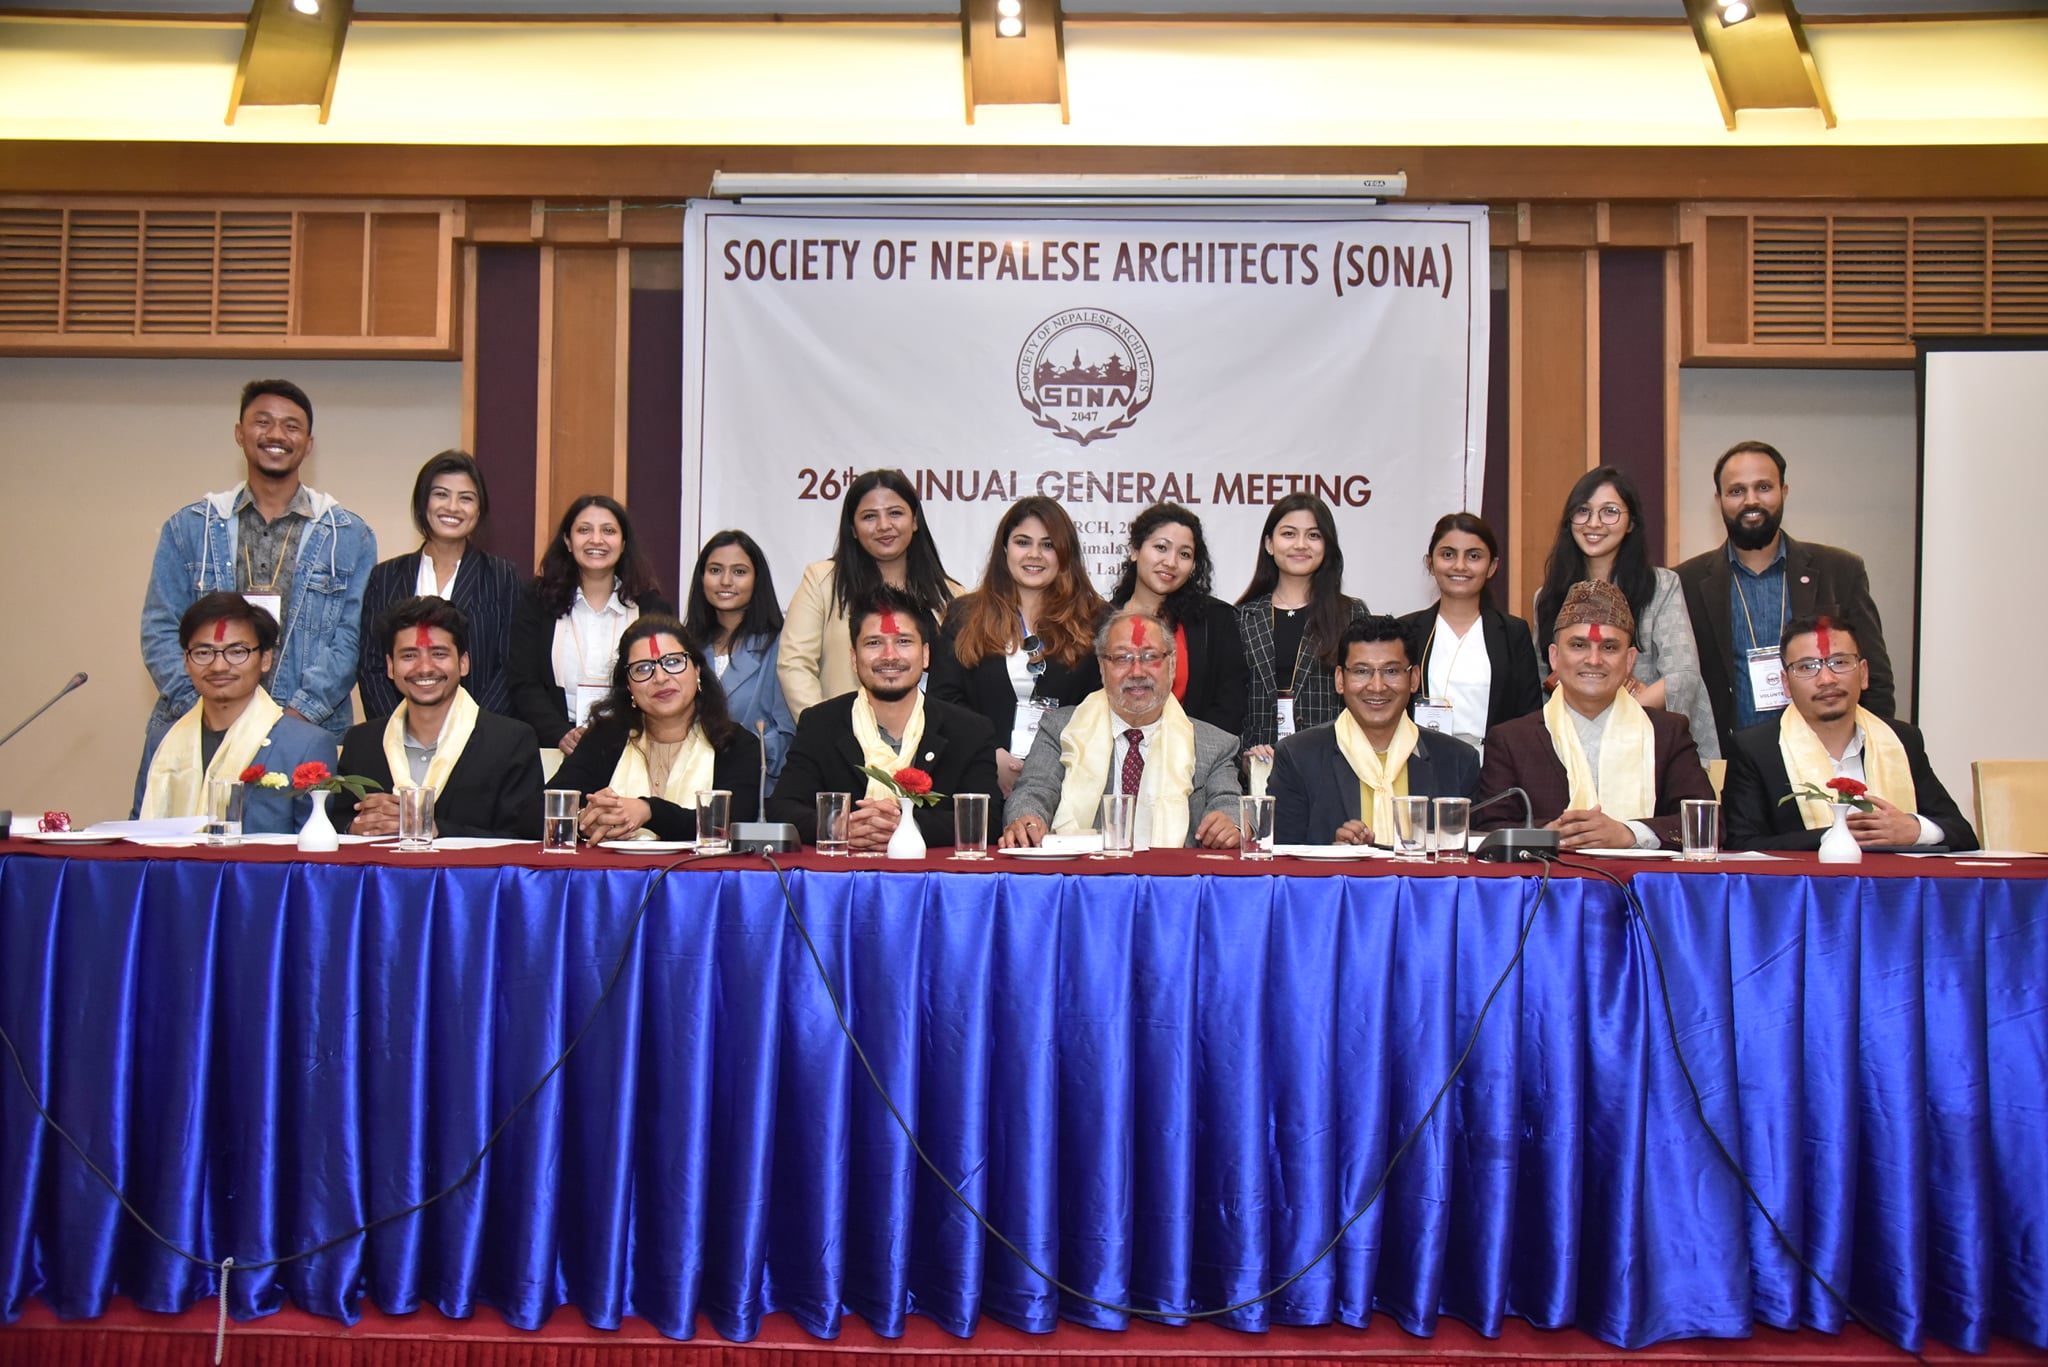 VEGA
SOCIETY OF NEPALESE ARCHITECTS (SONA)
SOCIETY OF NEPALESE ARCHITECTS
SONA
2047
26th ANNUAL GENERAL MEETING